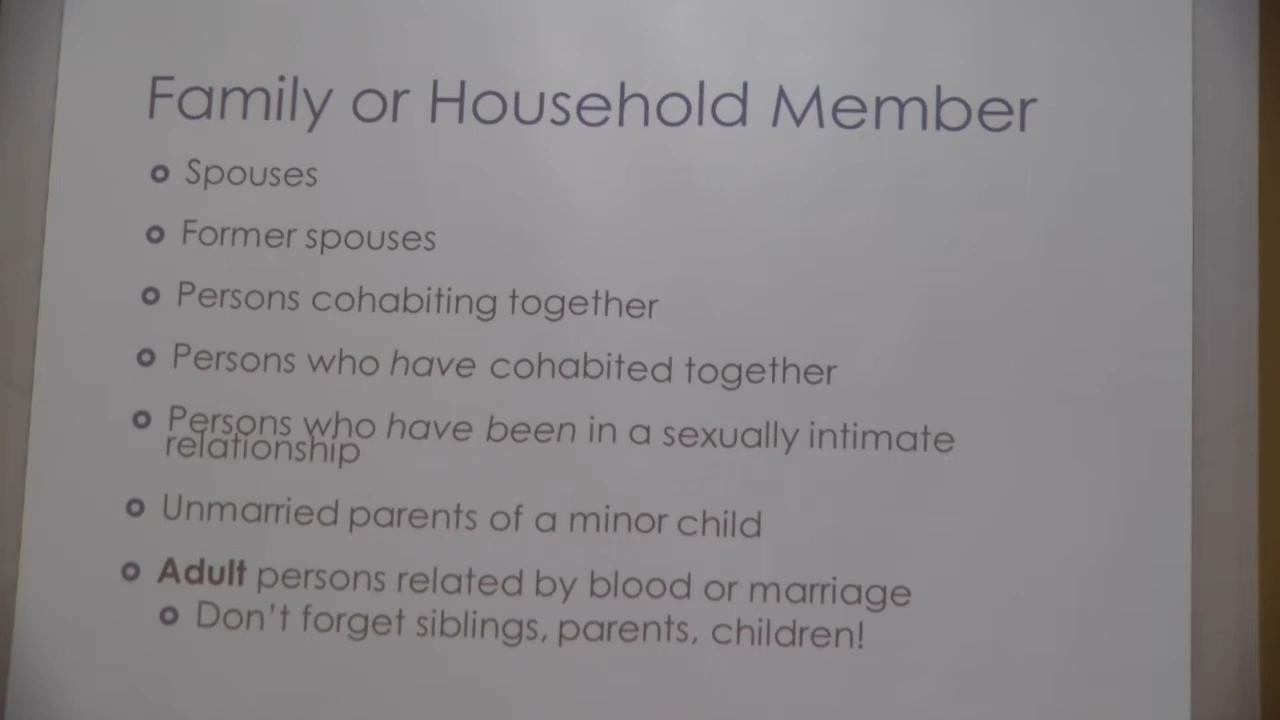 Family or Household Member
Spouses
Former spouses
Persons cohabiting together
Persons who have cohabited together
Persons who have been in a sexually intimate
relationship
Unmarried parents of a minor child
Adult persons related by blood or marriage
Don't forget siblings, parents, children!